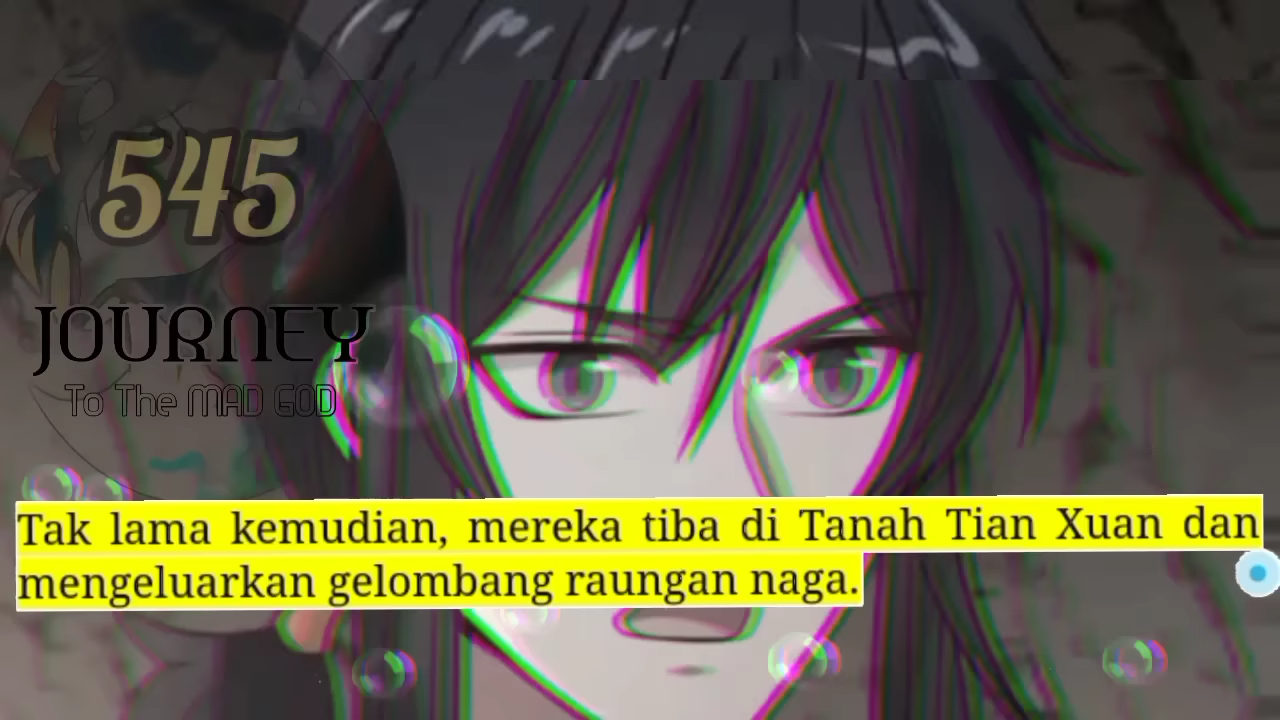 545
JOURNEY
To The MAD GOD
Tak lama kemudian, mereka tiba di Tanah Tian Xuan dan
mengeluarkan gelombang raungan naga.